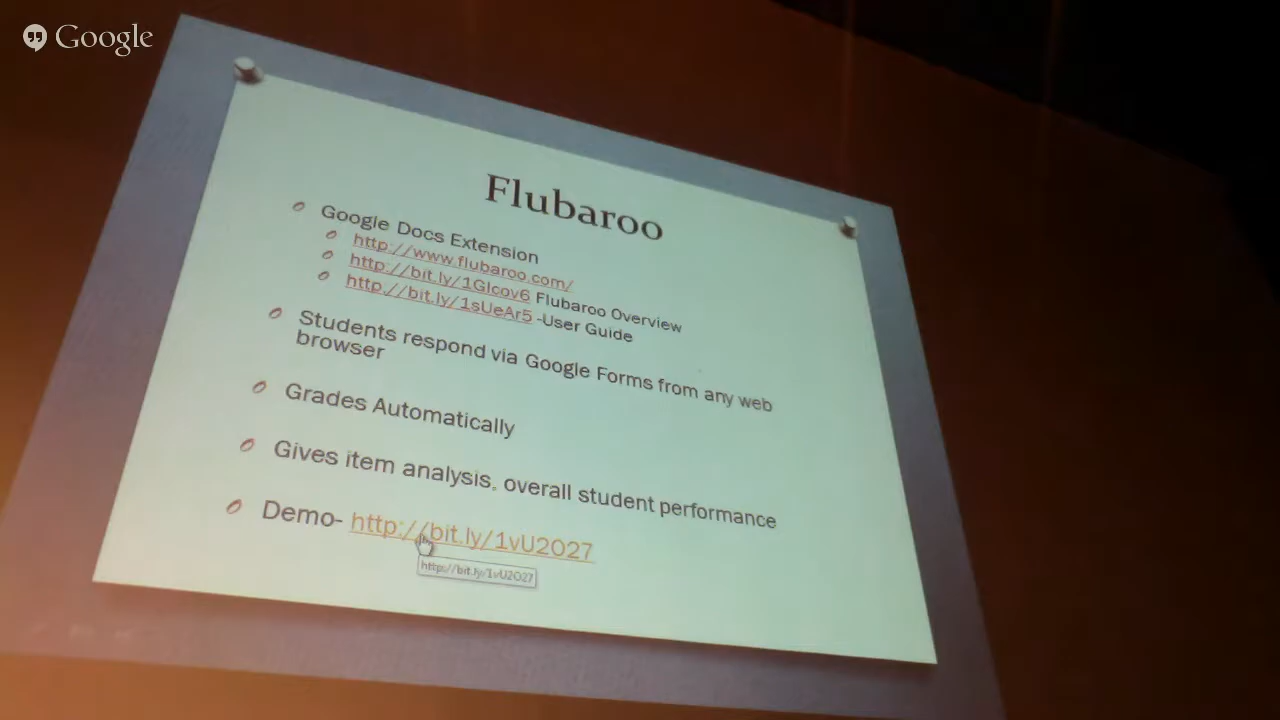 Google
Flubaroo
Google Docs Extension
http://www.flubaroo.com/
http://bit.ly/1GIcov6 Flubaroo Overview
http://bit.ly/1sUeAr5 -User Guide
Students respond via Google Forms from any web
browser
Grades Automatically
Gives item analysis, overall student performance
Demo- http://bit.ly/1vU2O27
http://bit.ly/1vU2O27